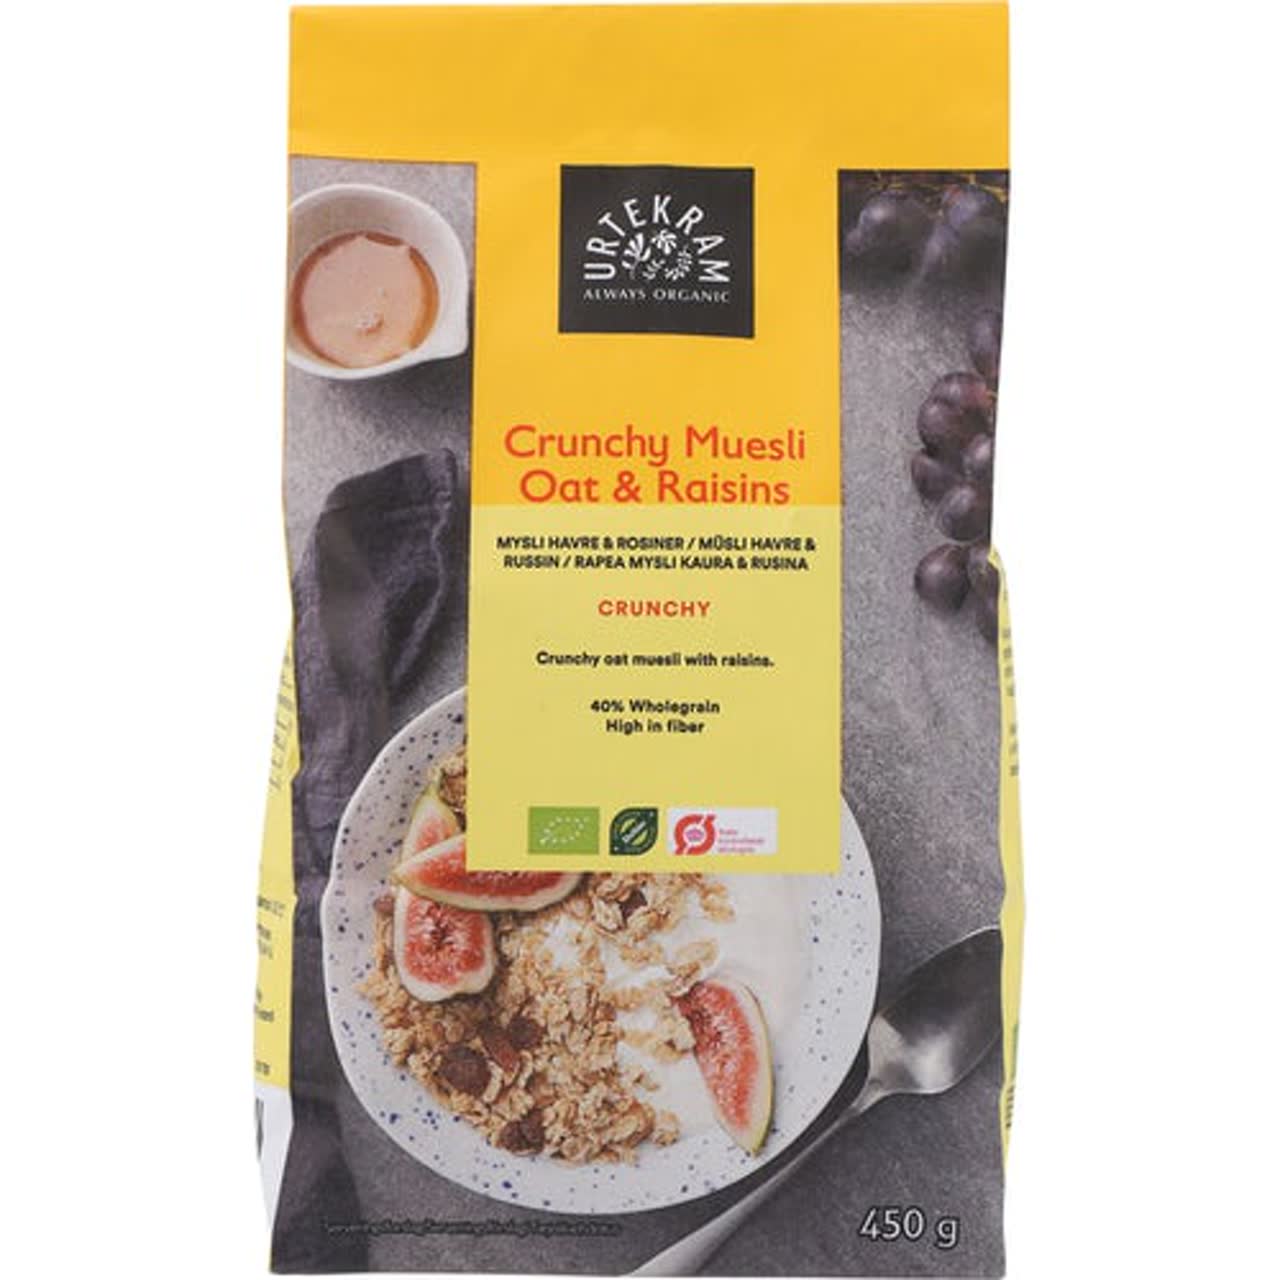 URTEKRAM
ALWAYS ORGANIC
Crunchy Muesli
Oat & Raisins
MYSLI HAVRE & ROSINER / MÜSLI HAVRE &
RUSSIN / RAPEA MYSLI KAURA & RUSINA
CRUNCHY
Crunchy oat muesli with raisins.
40% Wholegrain
High in fiber
450 g